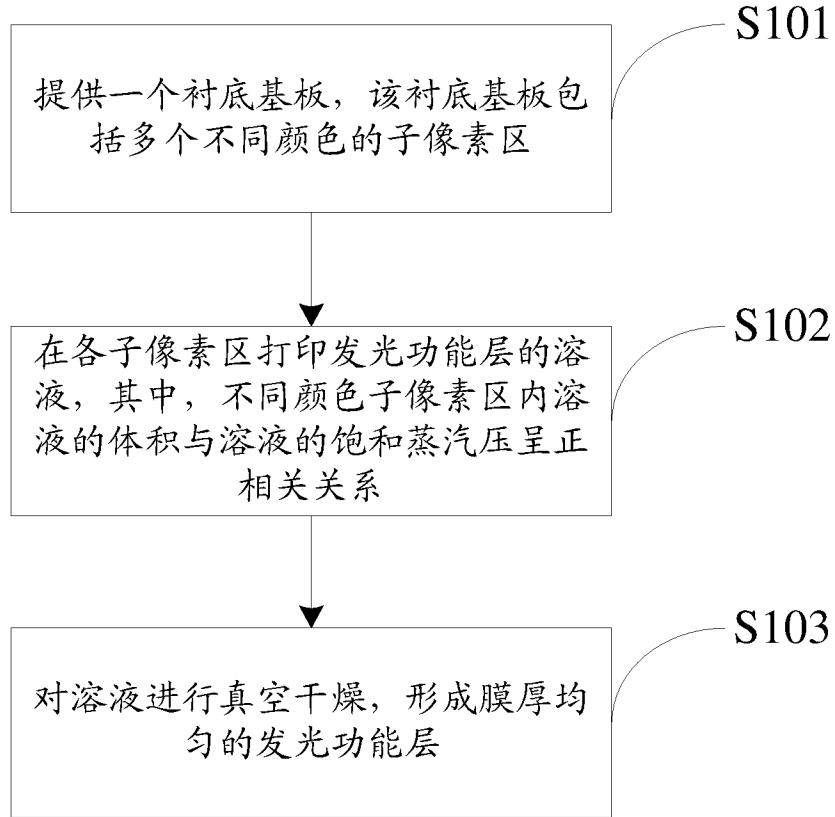 S101
提供一个衬底基板，该衬底基板包
括多个不同颜色的子像素区
S102
在各子像素区打印发光功能层的溶
液，其中，不同颜色子像素区内溶
液的体积与溶液的饱和蒸汽压呈正
相关关系
S103
对溶液进行真空干燥，形成膜厚均
匀的发光功能层